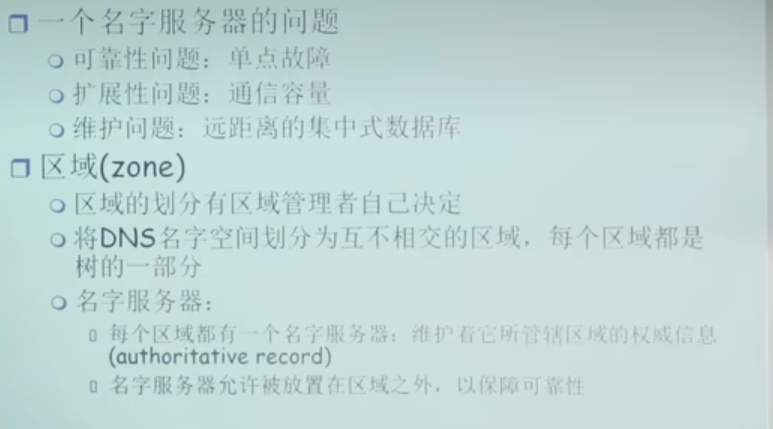 一个名字服务器的问题
可靠性问题：单点故障
扩展性问题：通信容量
维护问题：远距离的集中式数据库
区域(zone)
区域的划分有区域管理者自己决定
将DNS名字空间划分为互不相交的区域，每个区域都是
树的一部分
名字服务器：
每个区域都有一个名字服务器：维护着它所管辖区域的权威信息
(authoritative record)
名字服务器允许被放置在区域之外，以保障可靠性